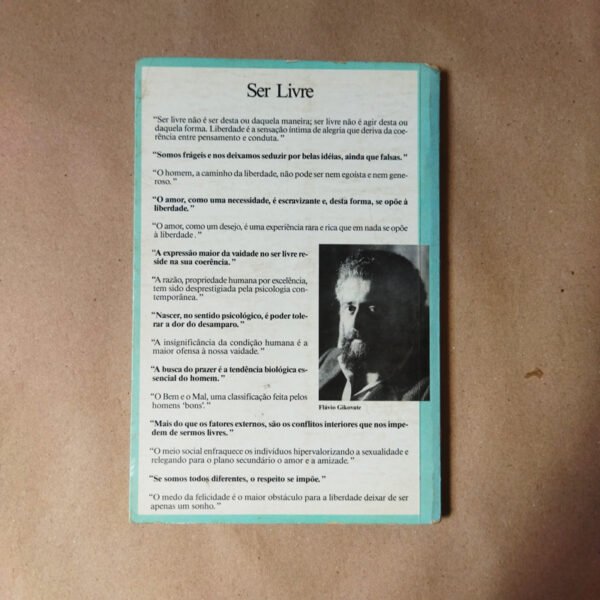 Ser Livre
"Ser livre não é ser desta ou daquela maneira; ser livre não é agir desta ou
daquela forma. Liberdade é a sensação íntima de alegria que deriva da coe-
rência entre pensamento e conduta."
"Somos frágeis e nos deixamos seduzir por belas idéias, ainda que falsas."
"O homem, a caminho da liberdade, não pode ser nem egoísta e nem gene-
roso."
"O amor, como uma necessidade, é escravizante e, desta forma, se opõe à
liberdade."
"O amor, como um desejo, é uma experiência rara e rica que em nada se opõe
à liberdade."
"A expressão maior da vaidade no ser livre re-
side na sua coerência."
"A razão, propriedade humana por excelência,
tem sido desprestigiada pela psicologia con-
temporânea."
"Nascer, no sentido psicológico, é poder tole-
rar a dor do desamparo."
"A insignificância da condição humana é a
maior ofensa à nossa vaidade."
"A busca do prazer é a tendência biológica es-
sencial do homem."
"O Bem e o Mal, uma classificação feita pelos
homens 'bons'."
Flávio Gikovate
"Mais do que os fatores externos, são os conflitos interiores que nos impe-
dem de sermos livres."
"O meio social enfraquece os indivíduos hipervalorizando a sexualidade e
relegando para o plano secundário o amor e a amizade."
"Se somos todos diferentes, o respeito se impõe."
"O medo da felicidade é o maior obstáculo para a liberdade deixar de ser
apenas um sonho."